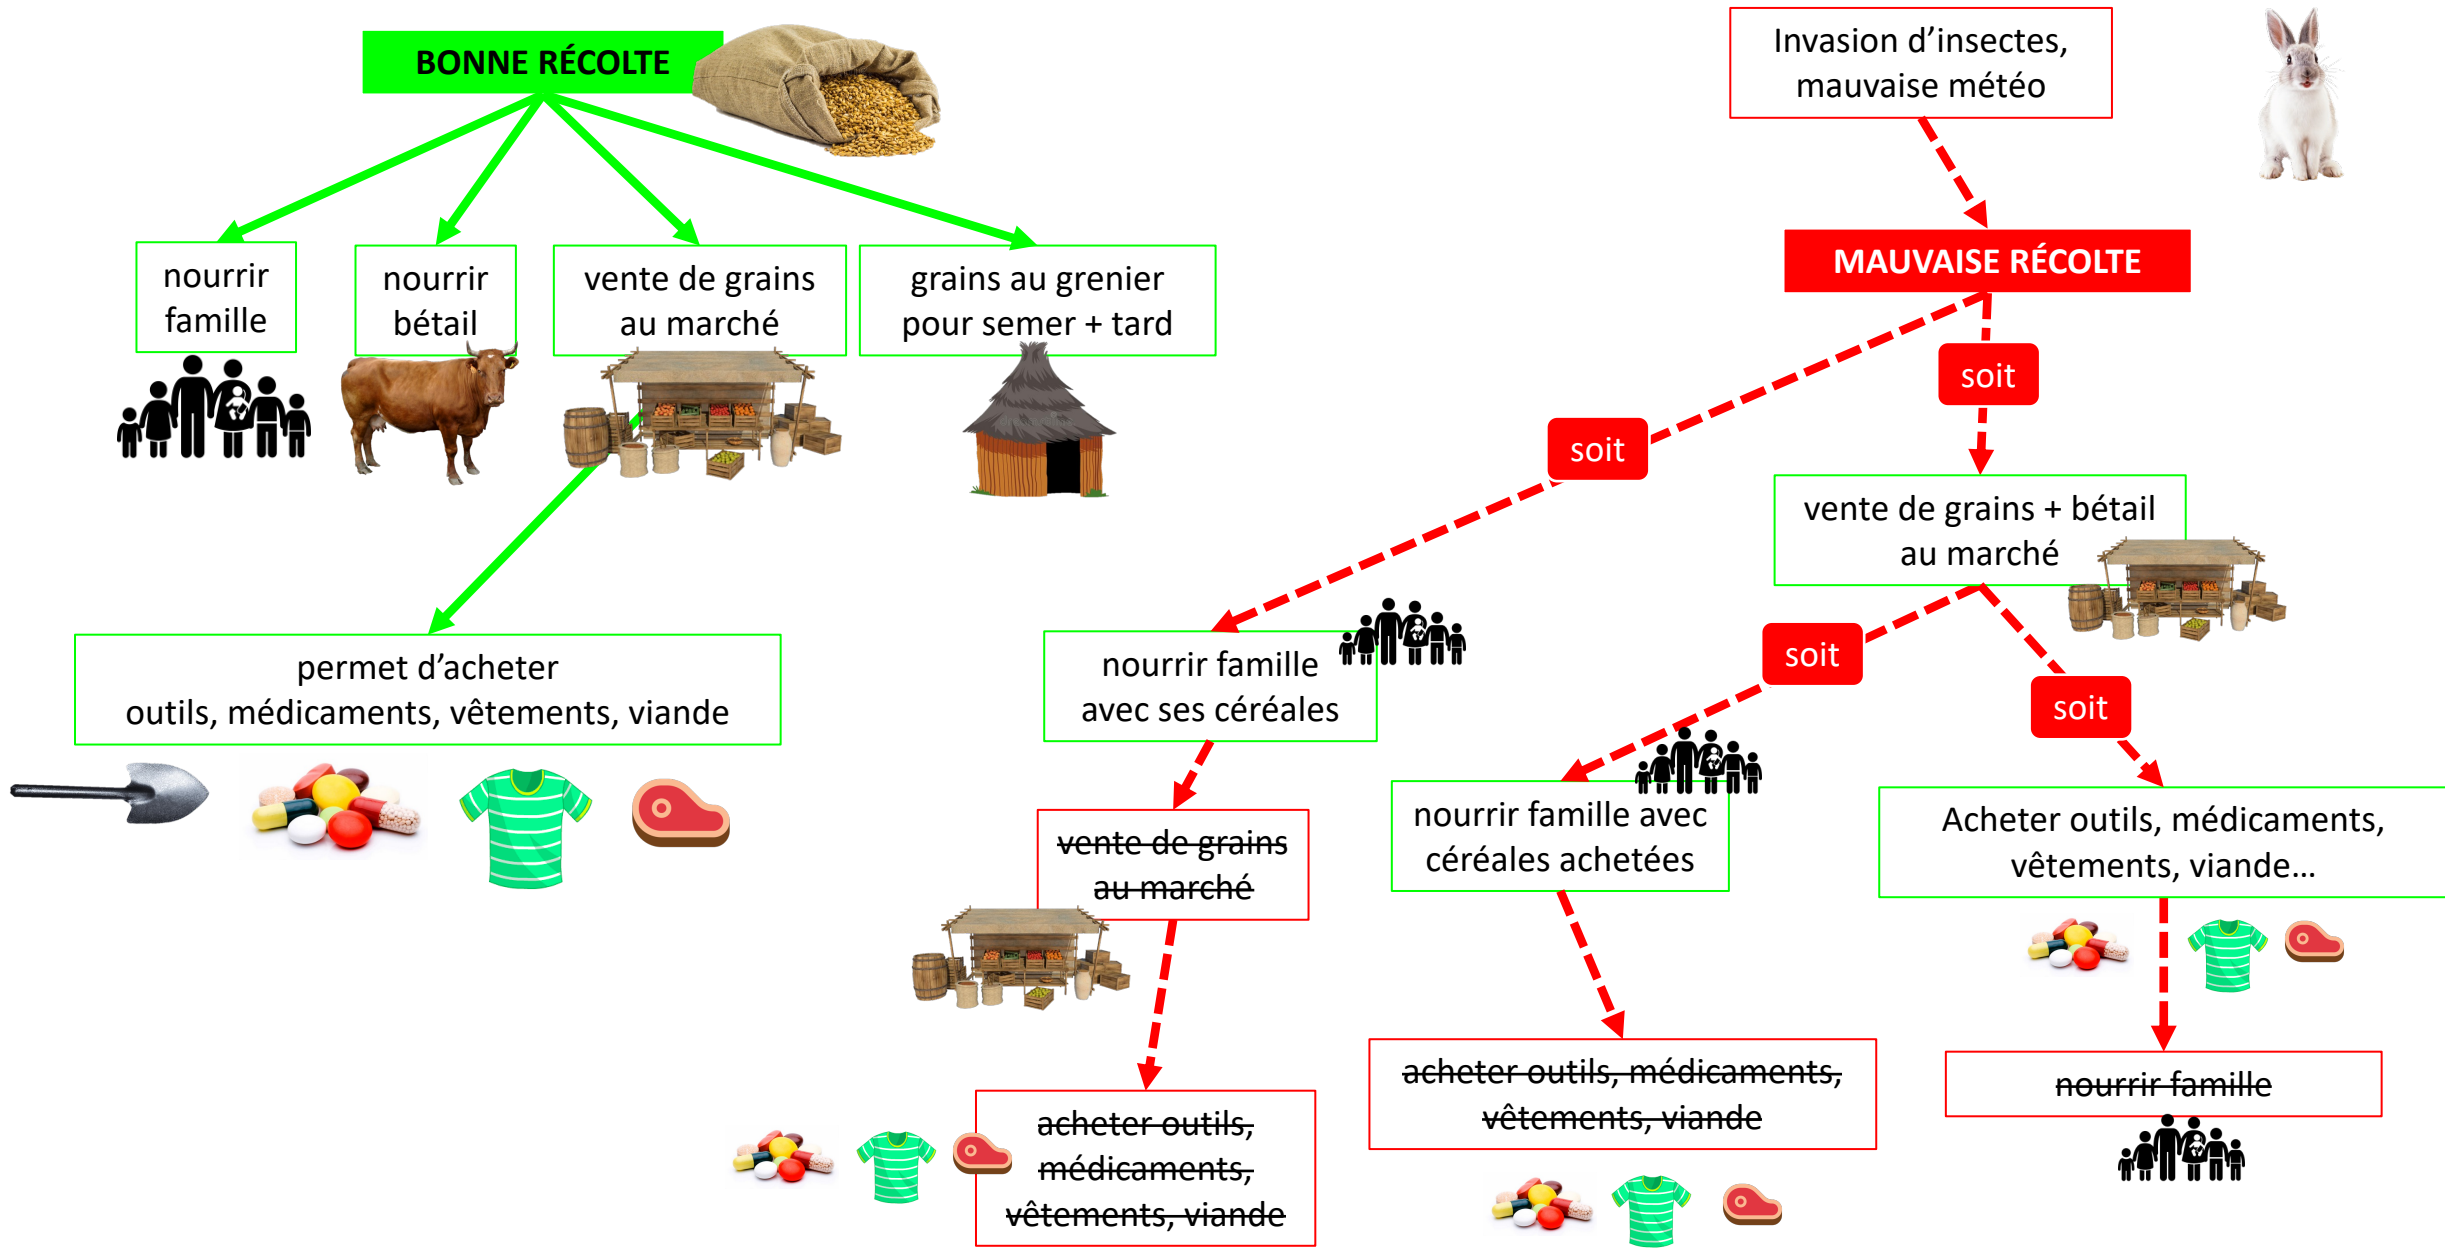 BONNE RÉCOLTE
nourrir
famille
nourrir
bétail
vente de grains
au marché
grains au grenier
pour semer + tard
permet d’acheter
outils, médicaments, vêtements, viande
Invasion d’insectes,
mauvaise météo
MAUVAISE RÉCOLTE
soit
soit
nourrir famille
avec ses céréales
vente de grains
au marché
acheter outils,
médicaments,
vêtements, viande
vente de grains + bétail
au marché
soit
soit
nourrir famille avec
céréales achetées
acheter outils, médicaments,
vêtements, viande
Acheter outils, médicaments,
vêtements, viande…
nourrir famille